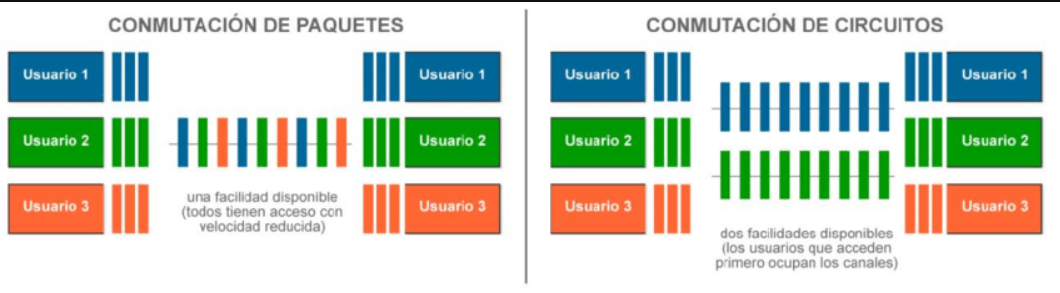 CONMUTACIÓN DE PAQUETES
Usuario 1
Usuario 1
Usuario 2
Usuario 2
Usuario 3
Usuario 3
una facilidad disponible
(todos tienen acceso con
velocidad reducida)
CONMUTACIÓN DE CIRCUITOS
Usuario 1
Usuario 1
Usuario 2
Usuario 2
Usuario 3
Usuario 3
dos facilidades disponibles
(los usuarios que acceden
primero ocupan los canales)